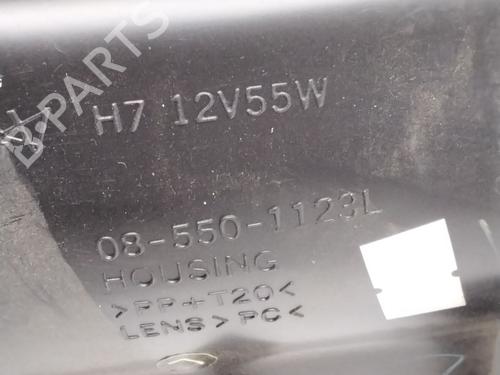 B-PARTS
H7 12V55W
08-550-1123L
HOUSING
>PP+T20<
LENS>PC<